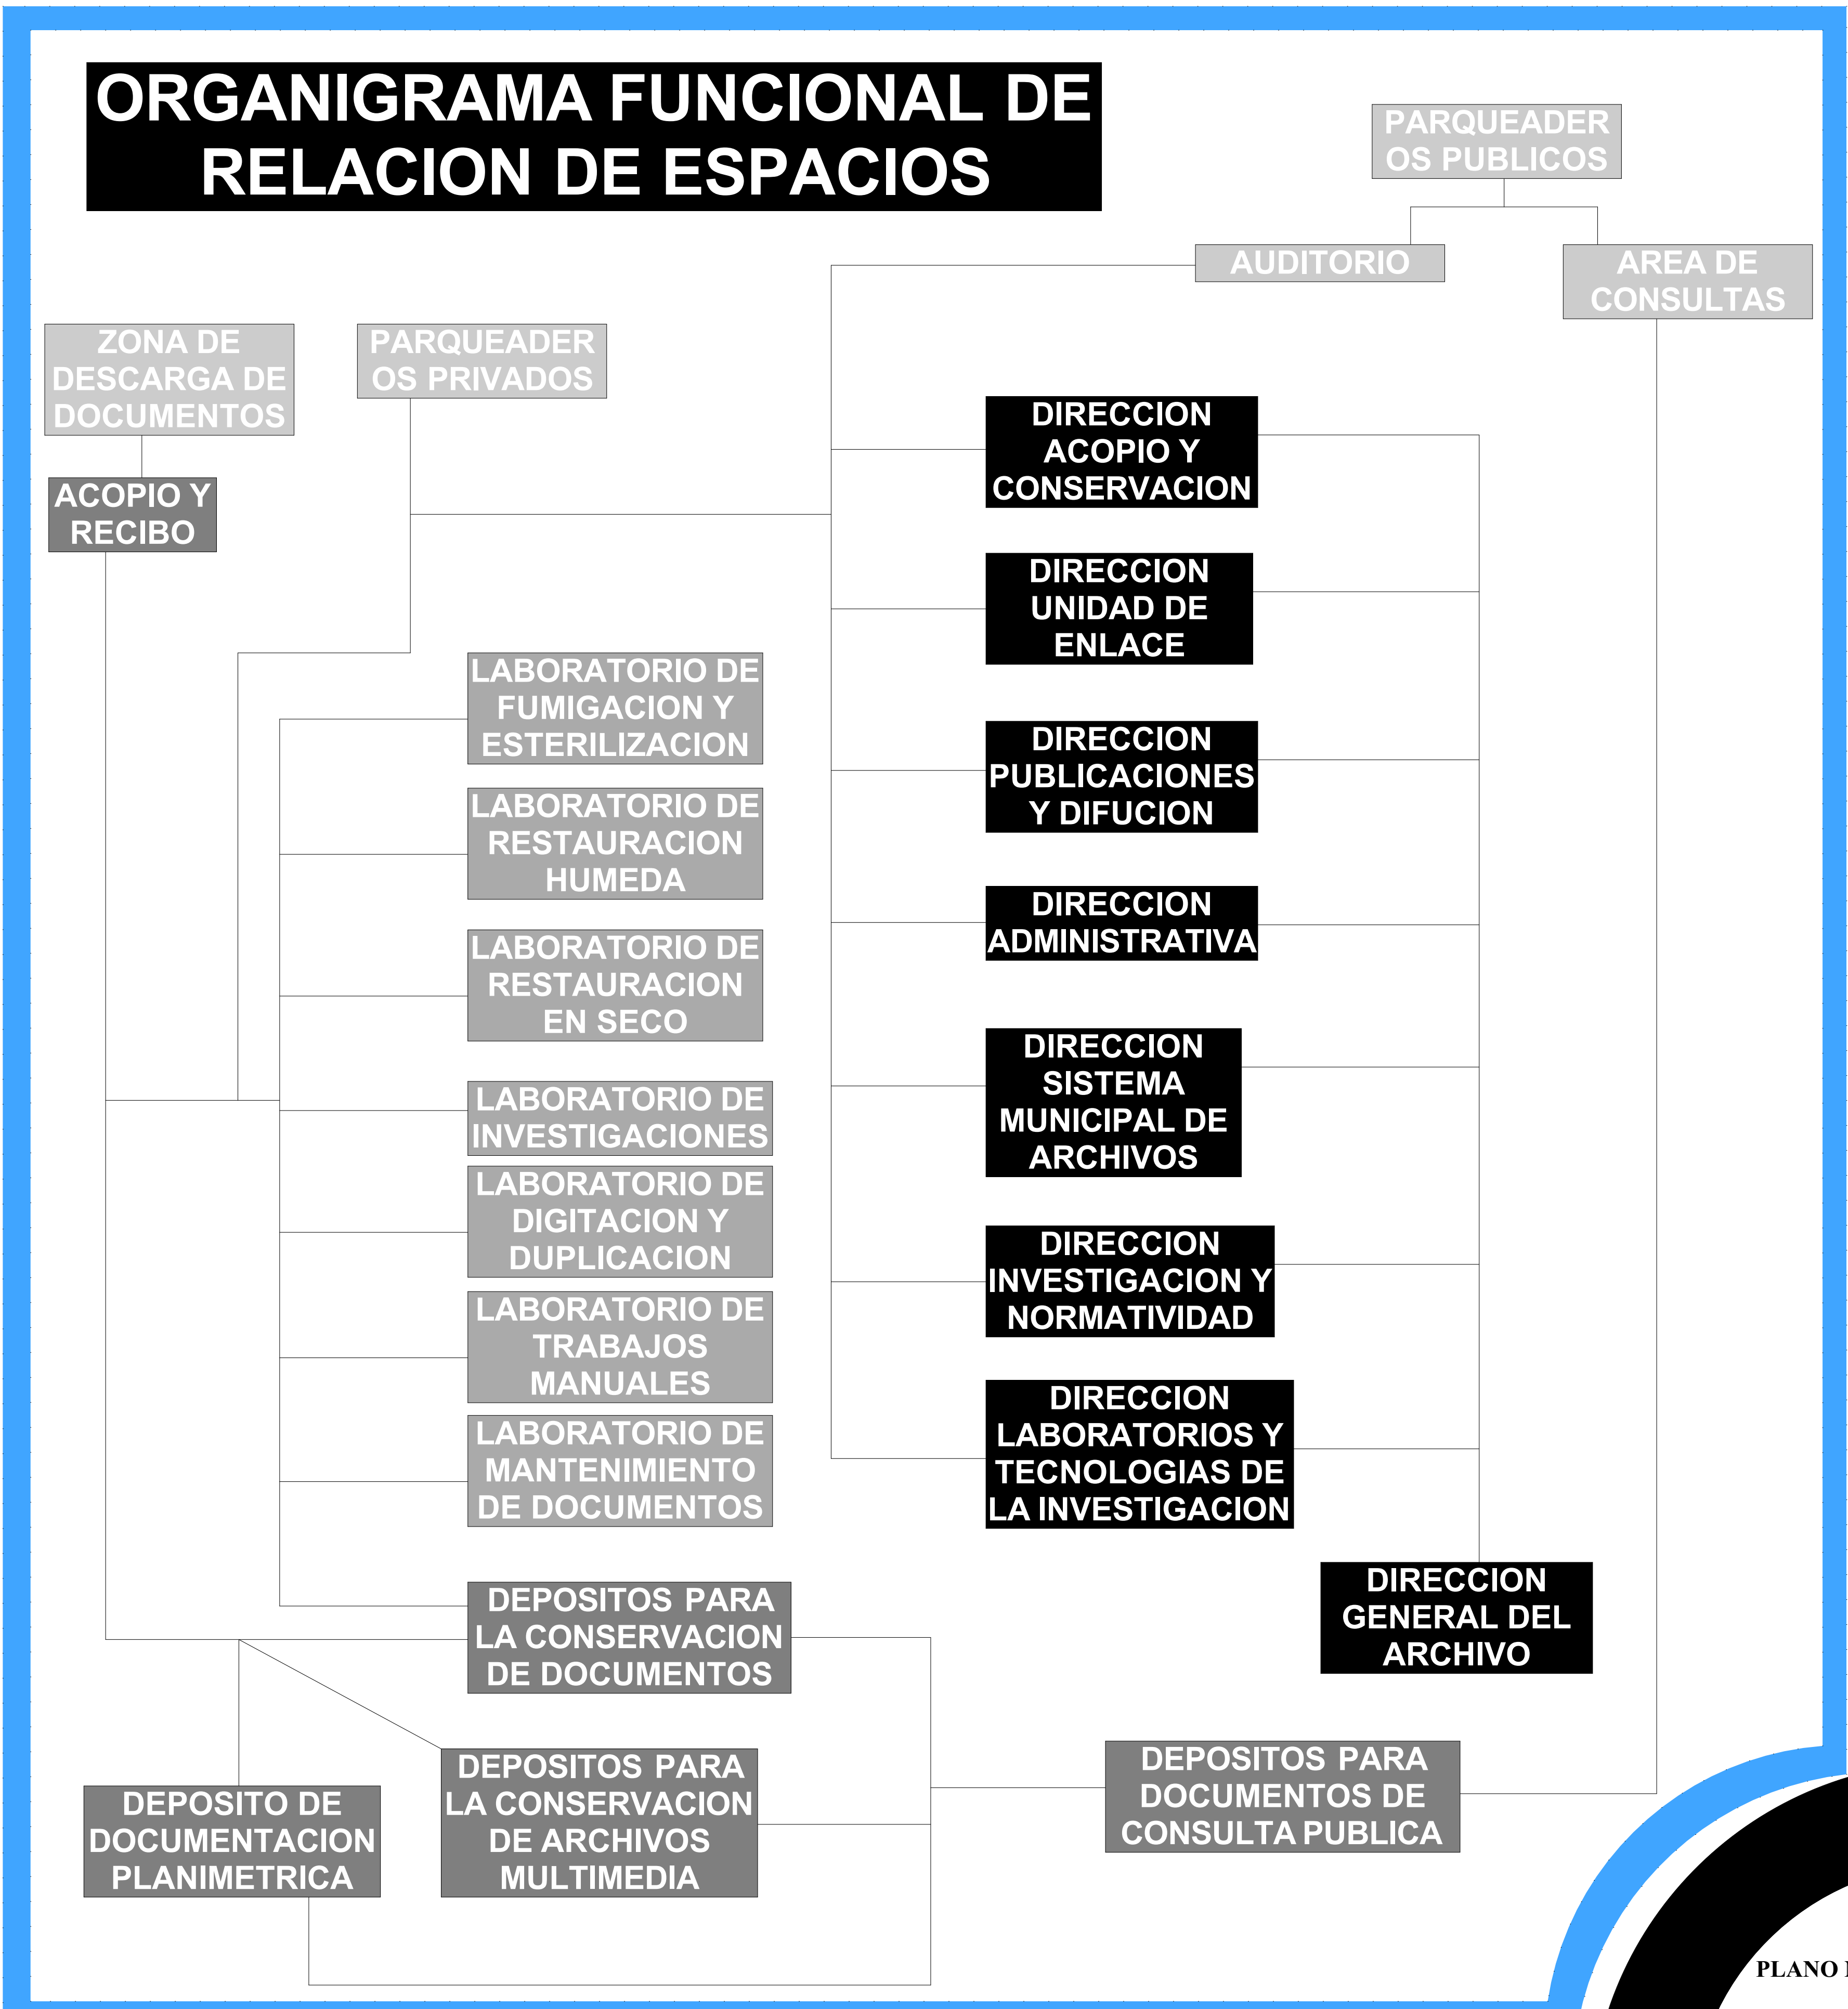 ORGANIGRAMA FUNCIONAL DE
RELACION DE ESPACIOS
PARQUEADER
OS PUBLICOS
AUDITORIO
AREA DE
CONSULTAS
ZONA DE
DESCARGA DE
DOCUMENTOS
PARQUEADER
OS PRIVADOS
ACOPIO Y
RECIBO
DIRECCION
ACOPIO Y
CONSERVACION
DIRECCION
UNIDAD DE
ENLACE
DIRECCION
PUBLICACIONES
Y DIFUCION
DIRECCION
ADMINISTRATIVA
DIRECCION
SISTEMA
MUNICIPAL DE
ARCHIVOS
DIRECCION
INVESTIGACION Y
NORMATIVIDAD
DIRECCION
LABORATORIOS Y
TECNOLOGIAS DE
LA INVESTIGACION
DIRECCION
GENERAL DEL
ARCHIVO
LABORATORIO DE
FUMIGACION Y
ESTERILIZACION
LABORATORIO DE
RESTAURACION
HUMEDA
LABORATORIO DE
RESTAURACION
EN SECO
LABORATORIO DE
INVESTIGACIONES
LABORATORIO DE
DIGITACION Y
DUPLICACION
LABORATORIO DE
TRABAJOS
MANUALES
LABORATORIO DE
MANTENIMIENTO
DE DOCUMENTOS
DEPOSITOS PARA
LA CONSERVACION
DE DOCUMENTOS
DEPOSITO DE
DOCUMENTACION
PLANIMETRICA
DEPOSITOS PARA
LA CONSERVACION
DE ARCHIVOS
MULTIMEDIA
DEPOSITOS PARA
DOCUMENTOS DE
CONSULTA PUBLICA
PLANO